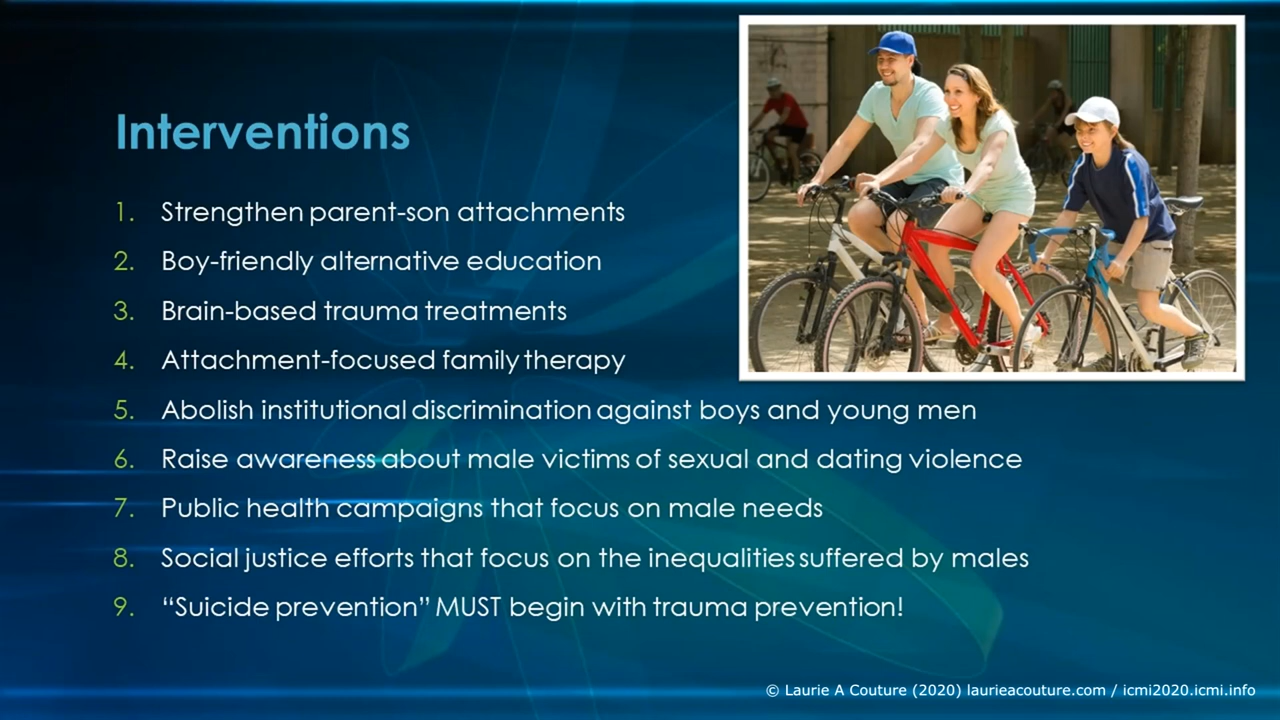 Interventions
1. Strengthen parent-son attachments
2. Boy-friendly alternative education
3. Brain-based trauma treatments
4. Attachment-focused family therapy
5. Abolish institutional discrimination against boys and young men
6. Raise awareness about male victims of sexual and dating violence
7. Public health campaigns that focus on male needs
8. Social justice efforts that focus on the inequalities suffered by males
9. “Suicide prevention” MUST begin with trauma prevention!
© Laurie A Couture (2020) laurieacouture.com / icmi2020.icmi.info